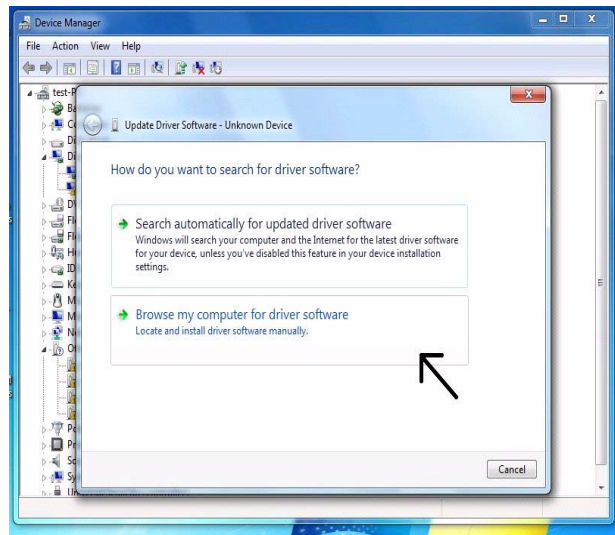 Device Manager
File Action View Help
test-P
Update Driver Software - Unknown Device
How do you want to search for driver software?
Search automatically for updated driver software
Windows will search your computer and the Internet for the latest driver software
for your device, unless you've disabled this feature in your device installation
settings.
Browse my computer for driver software
Locate and install driver software manually.
Cancel